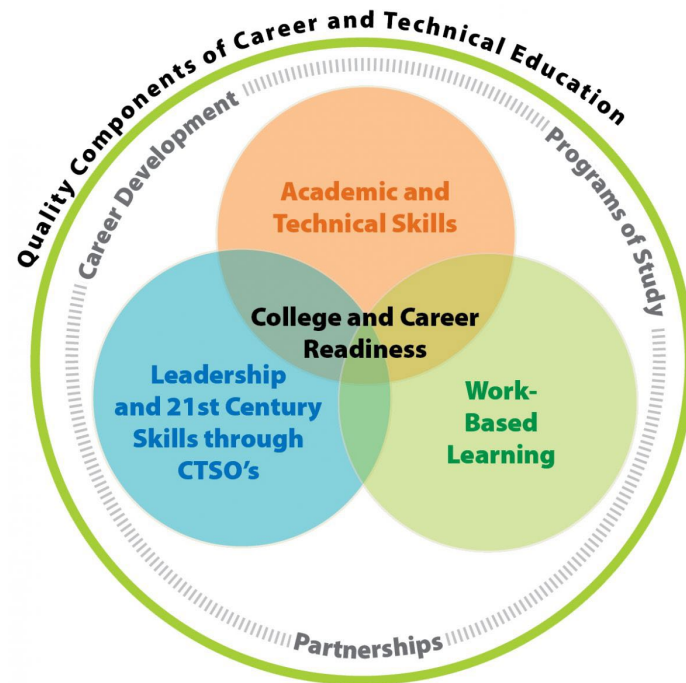 Quality Components of Career and Technical Education
Career Development
Programs of Study
Academic and
Technical Skills
College and Career
Readiness
Leadership
and 21st Century
Skills through
CTSO's
Work-
Based
Learning
Partnerships